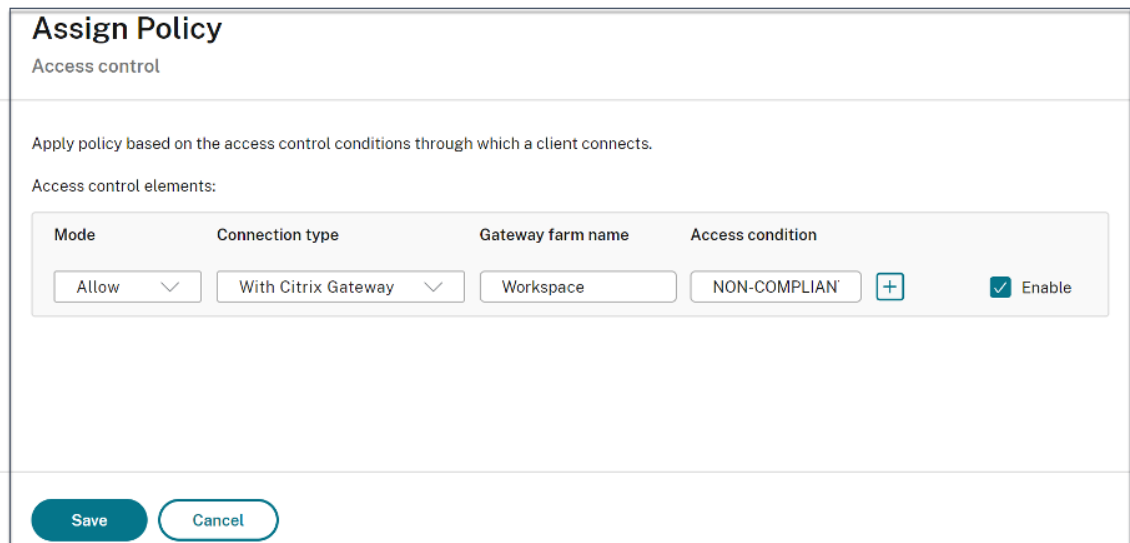 Assign Policy
Access control
Apply policy based on the access control conditions through which a client connects.
Access control elements:
Mode Connection type Gateway farm name Access condition
Allow With Citrix Gateway Workspace NON-COMPLIAN Enable
Save Cancel